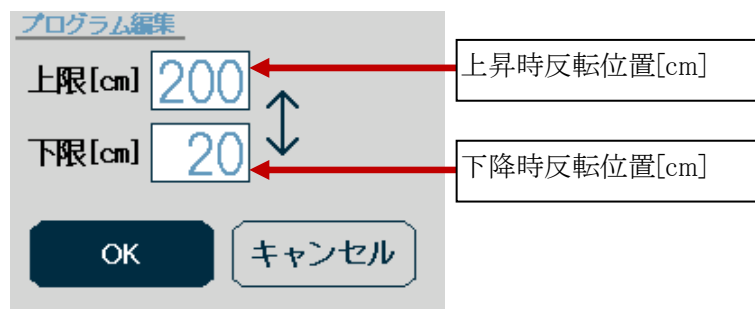 プログラム編集
上限[cm] 200
上昇時反転位置[cm]
下限[cm] 20
下降時反転位置[cm]
OK キャンセル